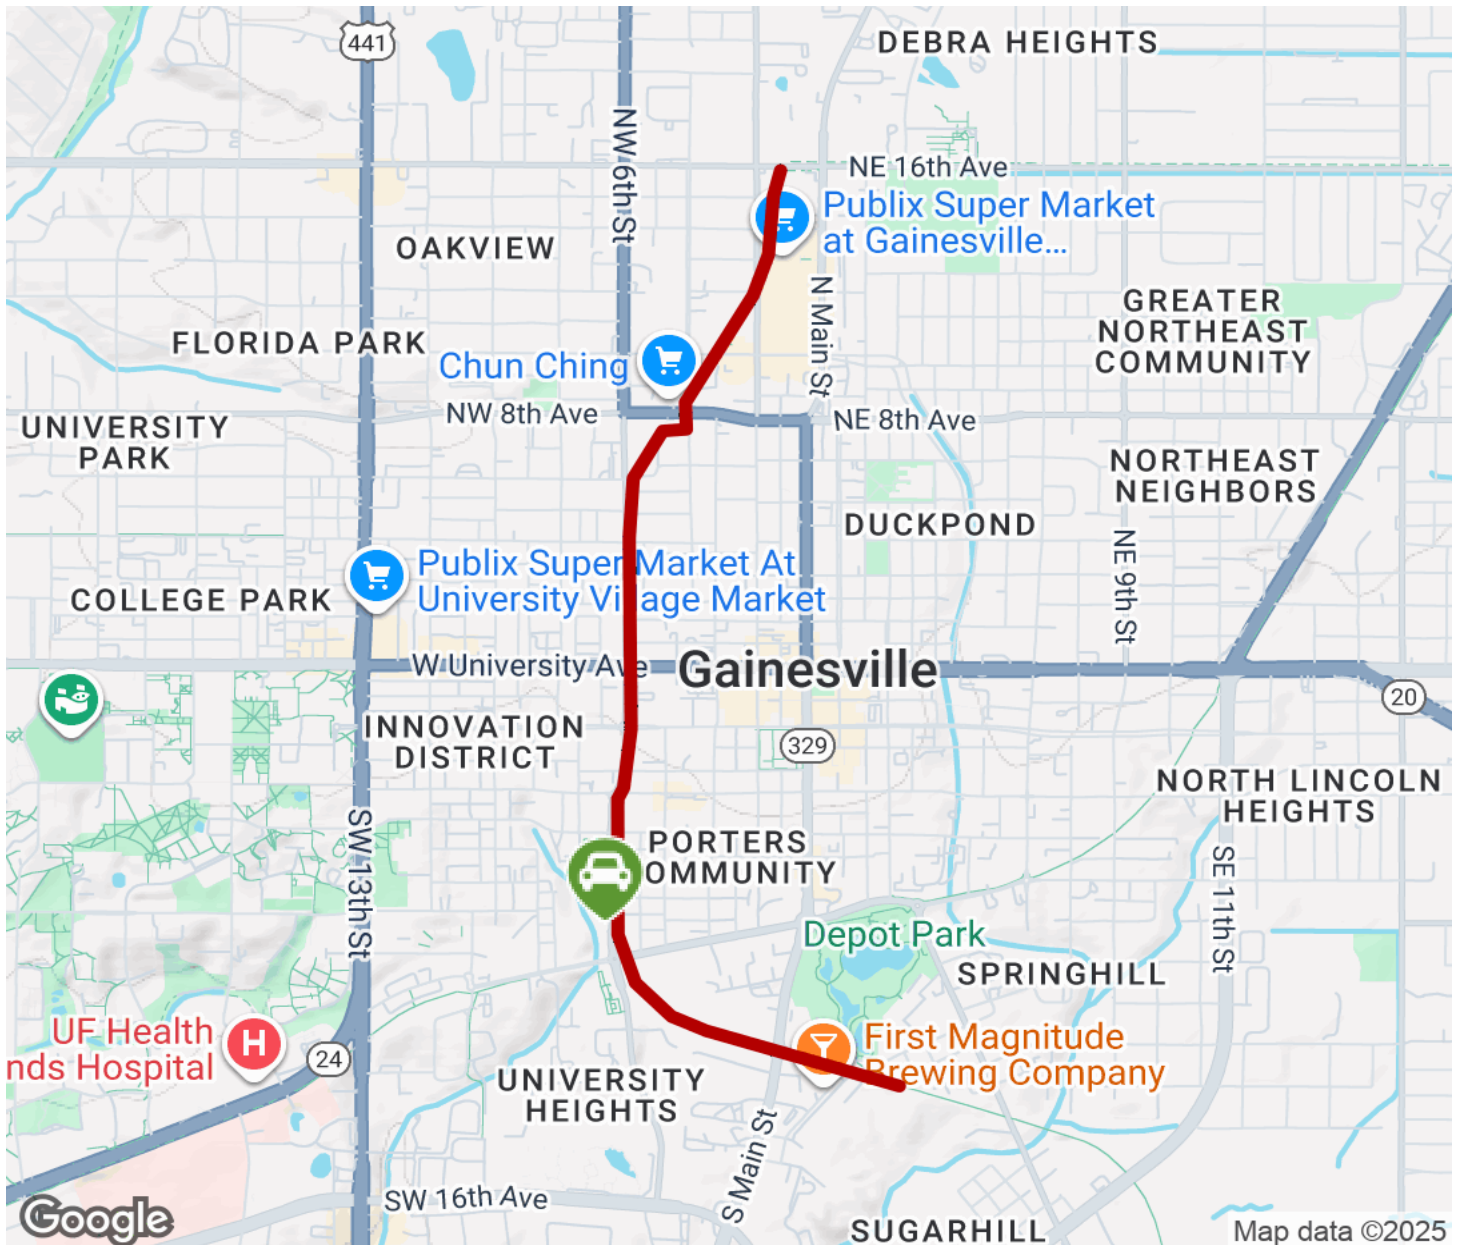 441
DEBRA HEIGHTS
NW 6th St
NE 16th Ave
Publix Super Market
at Gainesville...
OAKVIEW
N Main St
GREATER
NORTHEAST
COMMUNITY
FLORIDA PARK
Chun Ching
NW 8th Ave
NE 8th Ave
UNIVERSITY
PARK
NORTHEAST
NEIGHBORS
DUCKPOND
NE 9th St
Publix Super Market At
University Village Market
COLLEGE PARK
W University Ave
Gainesville
20
INNOVATION
DISTRICT
329
NORTH LINCOLN
HEIGHTS
SW 13th St
PORTERS
OMMUNITY
SE 11th St
Depot Park
SPRINGHILL
UF Health
nds Hospital
H
24
First Magnitude
Brewing Company
UNIVERSITY
HEIGHTS
S Main St
SW 16th Ave
SUGARHILL
Google
Map data ©2025